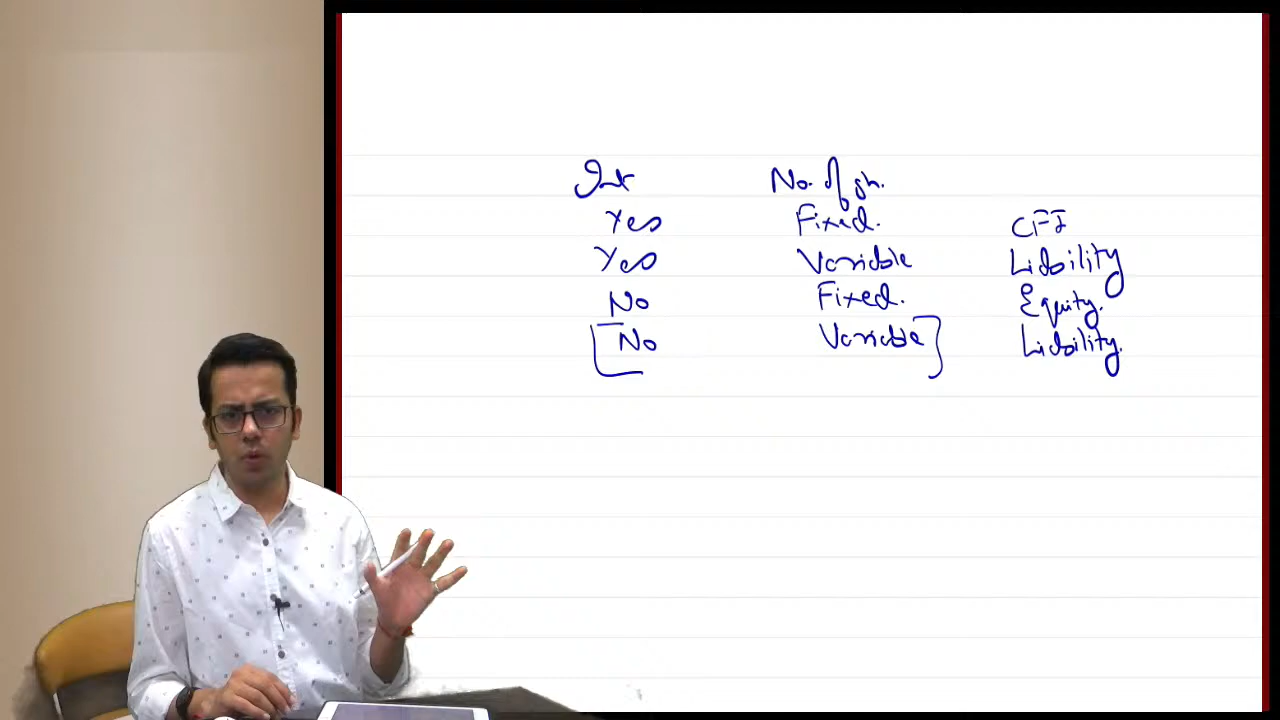 Int No. of sh.
Yes Fixed. CFI
Yes Variable Liability
No Fixed. Equity.
No Variable Liability.